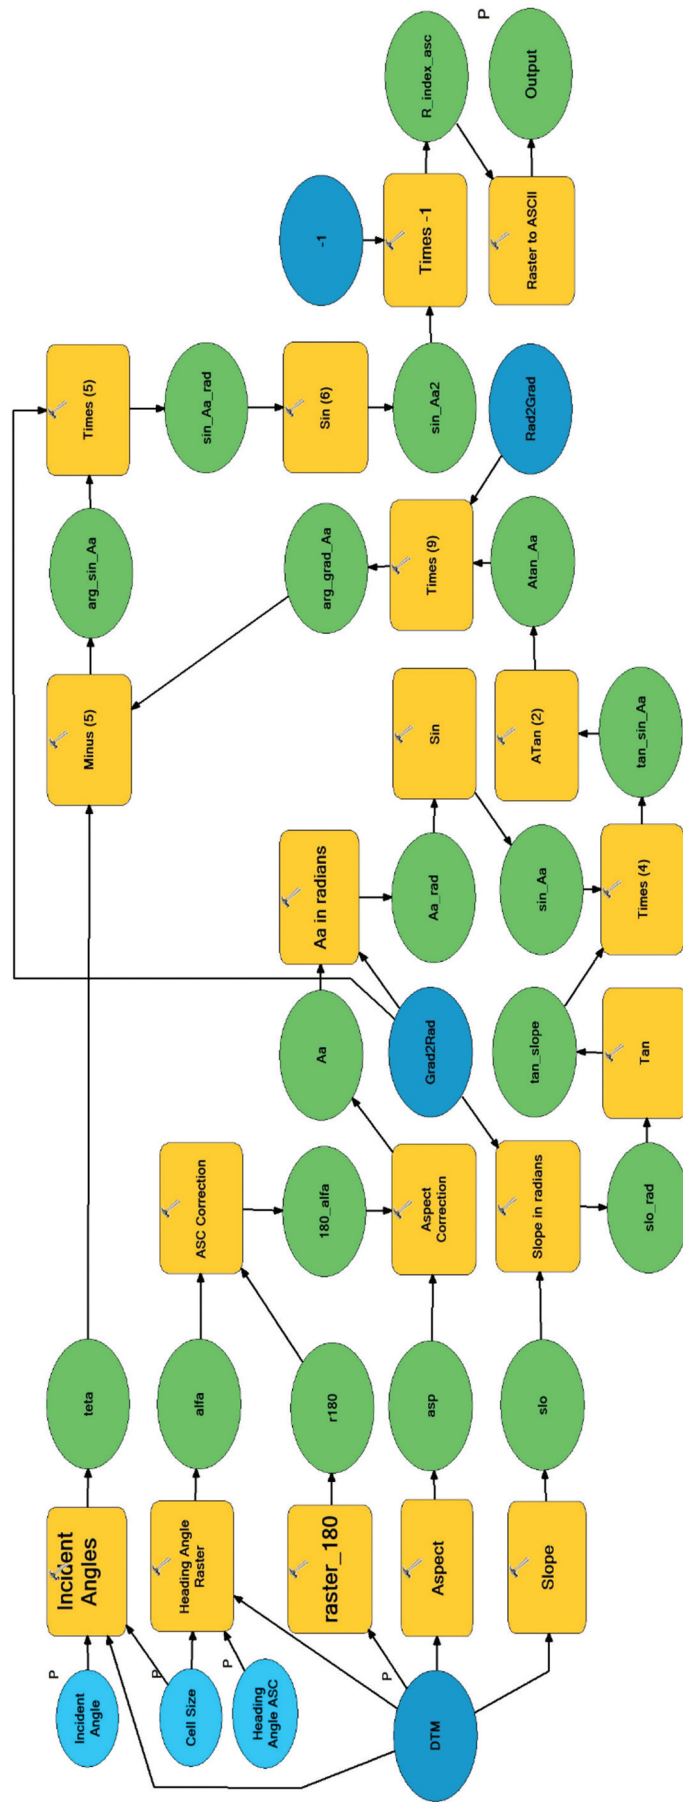 Incident
Angle
P
Cell Size
P
Heading
Angle ASC
P
DTM
P
Incident
Angles
Heading Angle
Raster
raster_180
Aspect
Slope
teta
alfa
r180
asp
slo
ASC Correction
180_alfa
Aspect
Correction
Slope in radians
slo_rad
Aa
Grad2Rad
tan_slope
Tan
Aa in radians
Aa_rad
sin_Aa
Times (4)
Minus (5)
Sin
ATan (2)
tan_sin_Aa
arg_sin_Aa
arg_grad_Aa
Times (9)
Atan_Aa
Times (5)
sin_Aa_rad
Sin (6)
sin_Aa2
Rad2Grad
-1
Times -1
Raster to ASCII
R_index_asc
Output
P